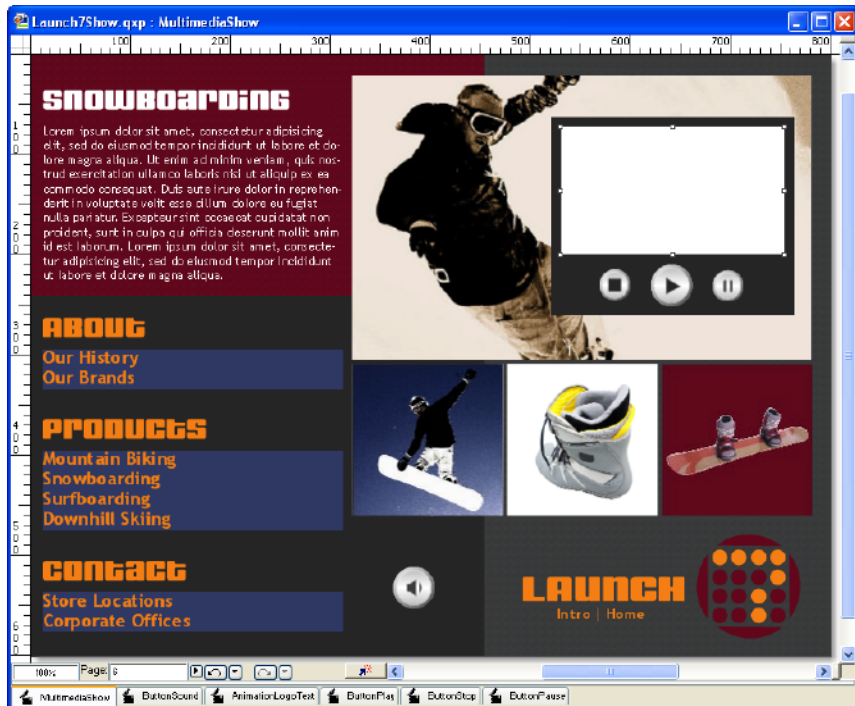 Launch7Show.qxp : MultimediaShow
100 200 300 400 500 600 700 800
snowboarding
Lorem ipsum dolor sit amet, consectetur adipisicing
elit, sed do eiusmod tempor incididunt ut labore et do-
lore magna aliqua. Ut enim ad minim veniam, quis nos-
trud exercitation ullamco laboris nisi ut aliquip ex ea
commodo consequat. Duis aute irure dolor in reprehen-
derit in voluptate velit esse cillum dolore eu fugiat
nulla pariatur. Excepteur sint occaecat cupidatat non
proident, sunt in culpa qui officia deserunt mollit anim
id est laborum. Lorem ipsum dolor sit amet, consecte-
tur adipisicing elit, sed do eiusmod tempor incididunt
ut labore et dolore magna aliqua.
100
200
300
400
500
600
About
Our History
Our Brands
Products
Mountain Biking
Snowboarding
Surfboarding
Downhill Skiing
Contact
Store Locations
Corporate Offices
LAUNCH
Intro | Home
100% Page: 6
MultimediaShow ButtonSound AnimationLogoText ButtonPlay ButtonStop ButtonPause